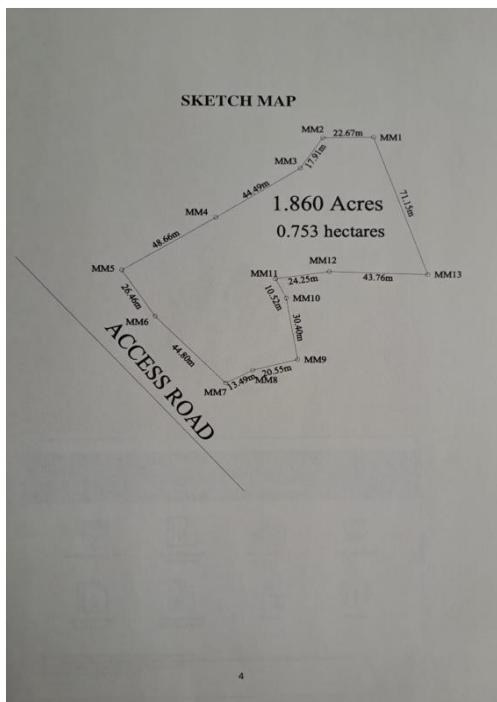 SKETCH MAP
MM2
22.67m
MM1
17.91m
MM3
44.49m
71.15m
1.860 Acres
0.753 hectares
MM4
48.66m
MM5
MM12
MM11
24.25m
43.76m
MM13
10.52m
MM10
26.46m
MM6
30.40m
44.80m
MM9
20.55m
MM8
13.49m
MM7
ACCESS ROAD
4